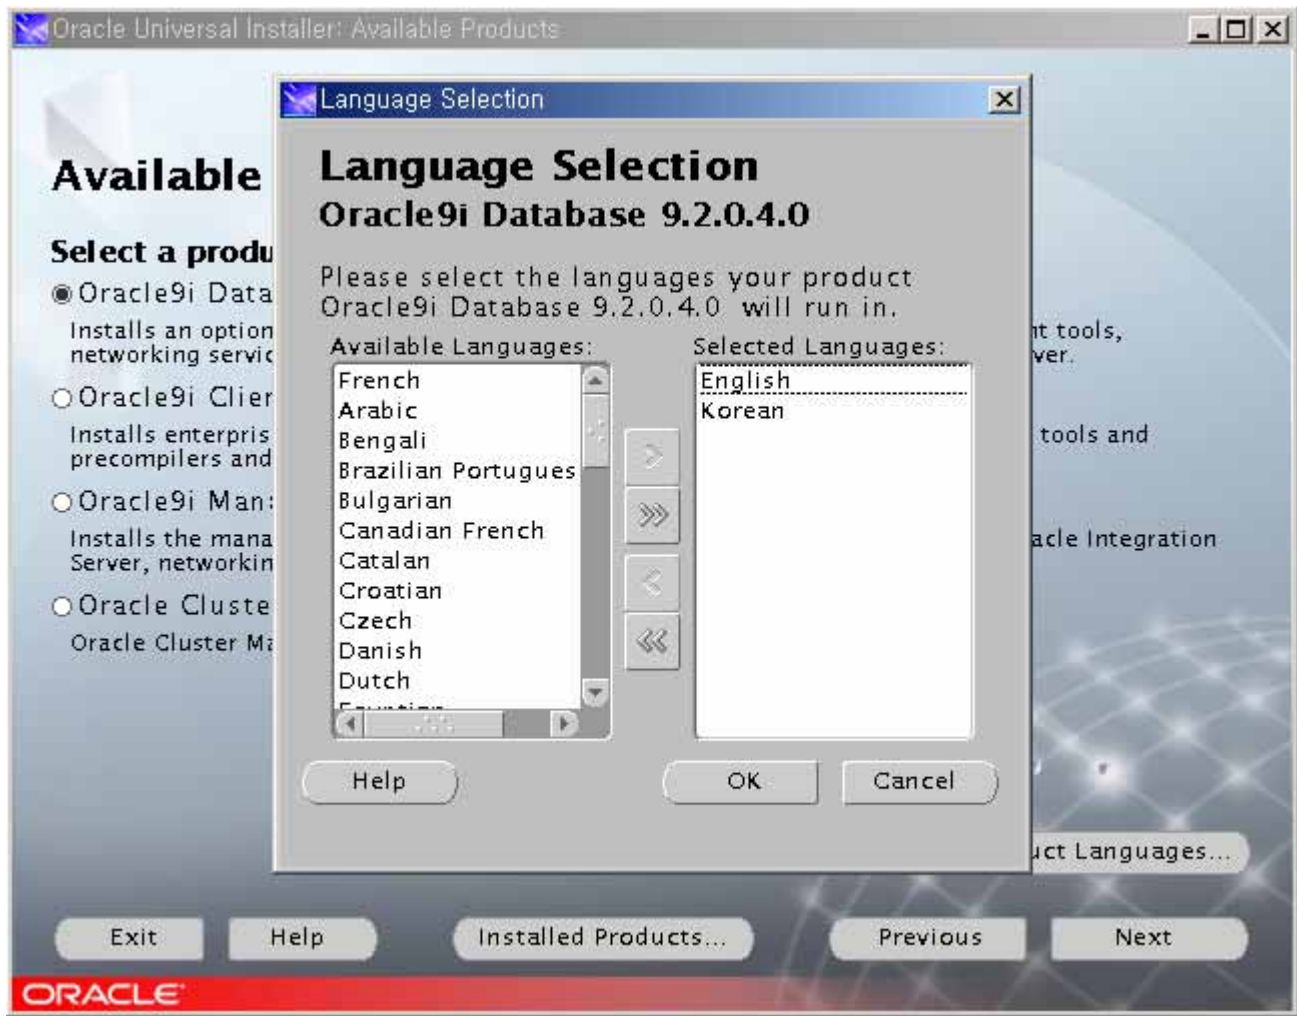 Oracle Universal Installer: Available Products
Language Selection
Available
Language Selection
Oracle9i Database 9.2.0.4.0
Select a produ
Please select the languages your product
Oracle9i Database 9.2.0.4.0 will run in.
Oracle9i Data
Installs an option
nt tools,
networking servic
ver.
Oracle9i Clien
Installs enterpris
tools and
precompilers and
Oracle9i Mana
Installs the mana
acle Integration
Server, networkin
Oracle Cluste
Oracle Cluster Ma
Available Languages:
French
Arabic
Bengali
Brazilian Portugues
Bulgarian
Canadian French
Catalan
Croatian
Czech
Danish
Dutch
Selected Languages:
English
Korean
>
>>
<
<<
Help
OK
Cancel
uct Languages...
Exit
Help
Installed Products...
Previous
Next
ORACLE